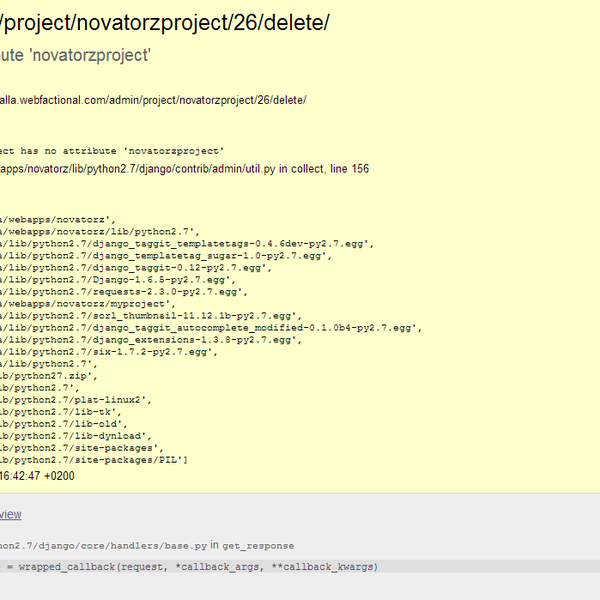 /project/novatorzproject/26/delete/
ute 'novatorzproject'
alla.webfactional.com/admin/project/novatorzproject/26/delete/
ect has no attribute 'novatorzproject'
apps/novatorz/lib/python2.7/django/contrib/admin/util.py in collect, line 156
a/webapps/novatorz',
a/webapps/novatorz/lib/python2.7',
a/lib/python2.7/django_taggit_templatetags-0.4.6dev-py2.7.egg',
a/lib/python2.7/django_templatetag_sugar-1.0-py2.7.egg',
a/lib/python2.7/django_taggit-0.12-py2.7.egg',
a/lib/python2.7/Django-1.6.5-py2.7.egg',
a/lib/python2.7/requests-2.3.0-py2.7.egg',
a/webapps/novatorz/myproject',
a/lib/python2.7/sorl_thumbnail-11.12.1b-py2.7.egg',
a/lib/python2.7/django_taggit_autocomplete_modified-0.1.0b4-py2.7.egg',
a/lib/python2.7/django_extensions-1.3.8-py2.7.egg',
a/lib/python2.7/six-1.7.2-py2.7.egg',
a/lib/python2.7',
ib/python27.zip',
ib/python2.7',
ib/python2.7/plat-linux2',
ib/python2.7/lib-tk',
ib/python2.7/lib-old',
ib/python2.7/lib-dynload',
ib/python2.7/site-packages',
ib/python2.7/site-packages/PIL']
16:42:47 +0200
view
hon2.7/django/core/handlers/base.py in get_response
= wrapped_callback(request, *callback_args, **callback_kwargs)